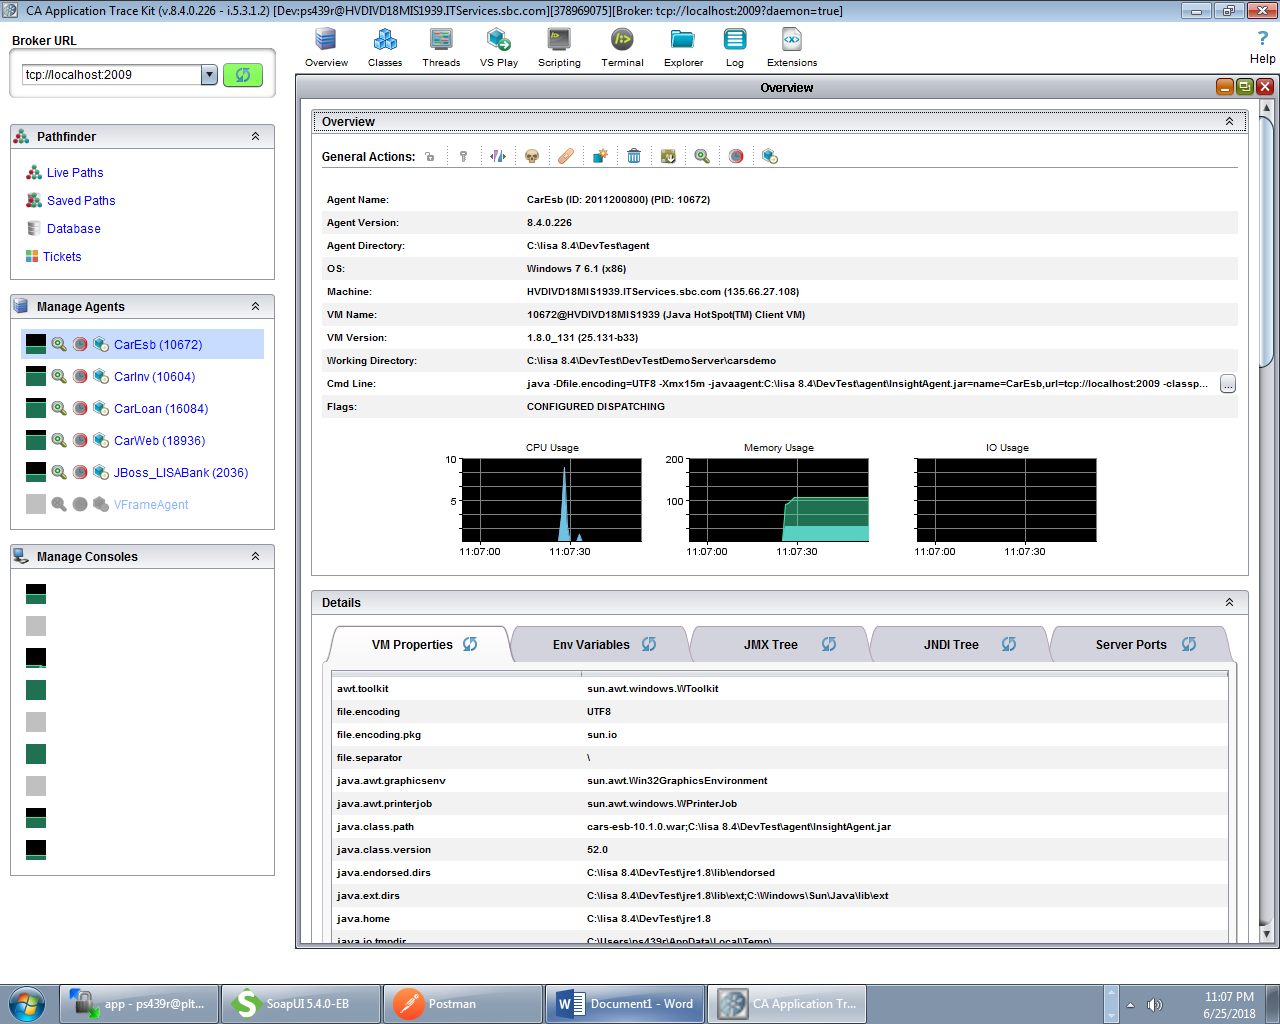 CA Application Trace Kit (v.8.4.0.226 - i.5.3.1.2) [Dev:ps439r@HVDIVD18MIS1939.ITServices.sbc.com][378969075][Broker: tcp://localhost:2009?daemon=true]
Broker URL
tcp://localhost:2009
Overview
Classes
Threads
VS Play
Scripting
Terminal
Explorer
Log
Extensions
Help
Pathfinder
Live Paths
Saved Paths
Database
Tickets
Manage Agents
CarEsb (10672)
CarInv (10604)
CarLoan (16084)
CarWeb (18936)
JBoss_LISABank (2036)
VFrameAgent
Manage Consoles
Overview
Overview
General Actions:
Agent Name: CarEsb (ID: 2011200800) (PID: 10672)
Agent Version: 8.4.0.226
Agent Directory: C:\lisa 8.4\DevTest\agent
OS: Windows 7 6.1 (x86)
Machine: HVDIVD18MIS1939.ITServices.sbc.com (135.66.27.108)
VM Name: 10672@HVDIVD18MIS1939 (Java HotSpot(TM) Client VM)
VM Version: 1.8.0_131 (25.131-b33)
Working Directory: C:\lisa 8.4\DevTest\DevTestDemoServer\carsdemo
Cmd Line: java -Dfile.encoding=UTF8 -Xmx15m -javaagent:C:\lisa 8.4\DevTest\agent\InsightAgent.jar=name=CarEsb,url=tcp://localhost:2009 -classp... ...
Flags: CONFIGURED DISPATCHING
CPU Usage
10
5
11:07:00 11:07:30
Memory Usage
200
100
11:07:00 11:07:30
IO Usage
11:07:00 11:07:30
Details
VM Properties
Env Variables
JMX Tree
JNDI Tree
Server Ports
awt.toolkit sun.awt.windows.WToolkit
file.encoding UTF8
file.encoding.pkg sun.io
file.separator \
java.awt.graphicsenv sun.awt.Win32GraphicsEnvironment
java.awt.printerjob sun.awt.windows.WPrinterJob
java.class.path cars-esb-10.1.0.war;C:\lisa 8.4\DevTest\agent\InsightAgent.jar
java.class.version 52.0
java.endorsed.dirs C:\lisa 8.4\DevTest\jre1.8\lib\endorsed
java.ext.dirs C:\lisa 8.4\DevTest\jre1.8\lib\ext;C:\Windows\Sun\Java\lib\ext
java.home C:\lisa 8.4\DevTest\jre1.8
java.io.tmpdir C:\Users\ps439r\AppData\Local\Temp\
app - ps439r@plt...
SoapUI 5.4.0-EB
Postman
Document1 - Word
CA Application Tr...
11:07 PM
6/25/2018